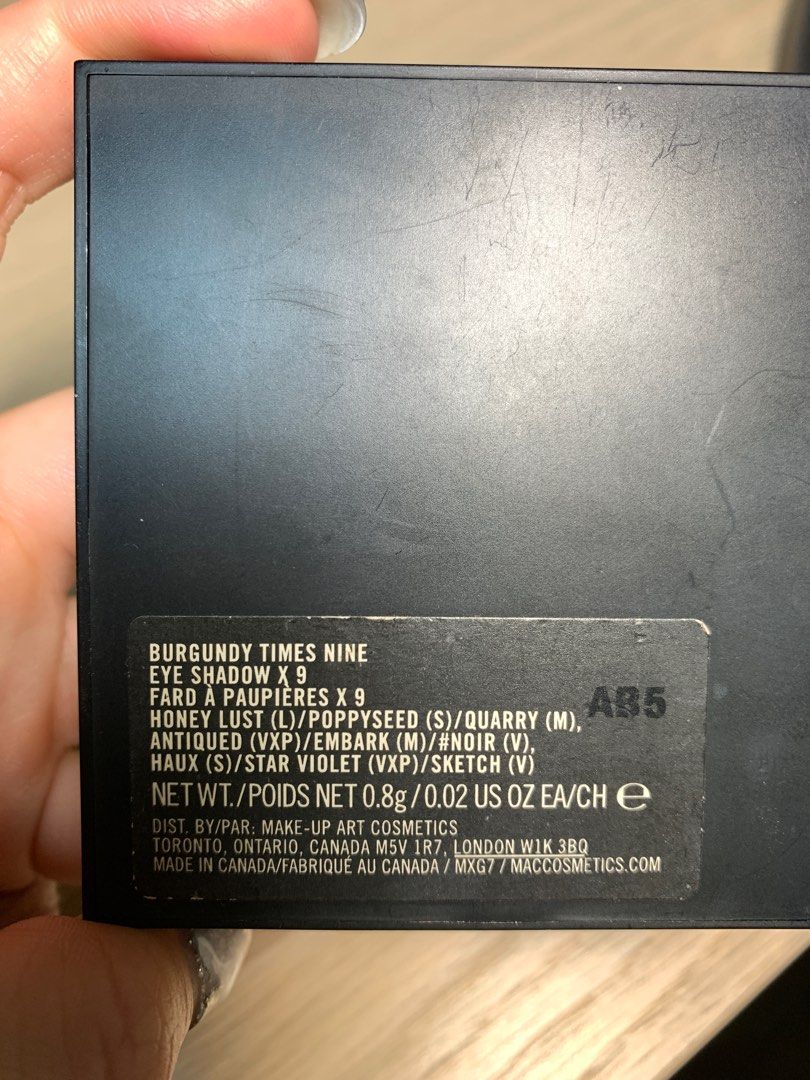 BURGUNDY TIMES NINE
EYE SHADOW X 9
FARD À PAUPIÈRES X 9
AB5
HONEY LUST (L)/POPPYSEED (S)/QUARRY (M),
ANTIQUED (VXP)/EMBARK (M)/#NOIR (V),
HAUX (S)/STAR VIOLET (VXP)/SKETCH (V)
NET WT./POIDS NET 0.8g/0.02 US OZ EA/CH ℮
DIST. BY/PAR: MAKE-UP ART COSMETICS
TORONTO, ONTARIO, CANADA M5V 1R7, LONDON W1K 3BQ
MADE IN CANADA/FABRIQUÉ AU CANADA / MXG7 / MACCOSMETICS.COM